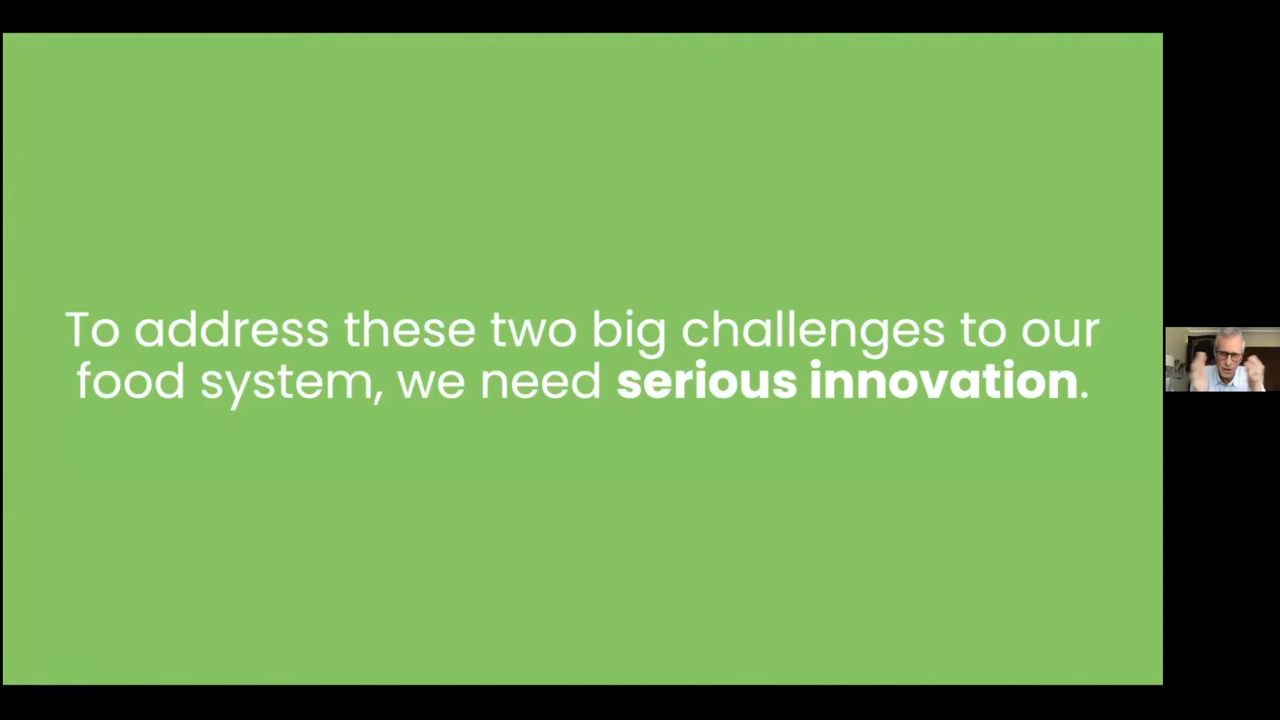 To address these two big challenges to our
food system, we need serious innovation.